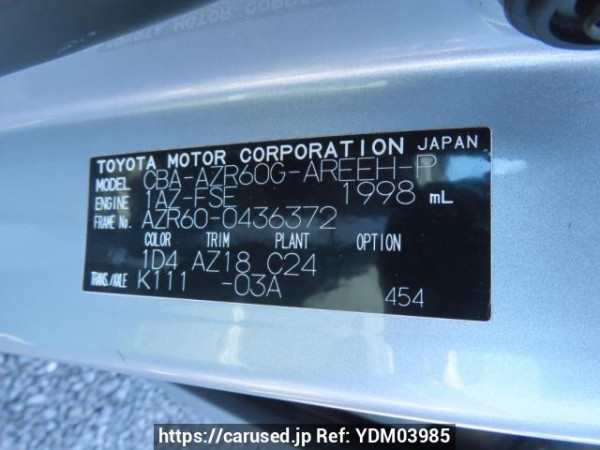 TOYOTA MOTOR CORPORATION JAPAN
MODEL CBA-AZR60G-AREEH-P
ENGINE 1AZ-FSE 1998 mL
FRAME No. AZR60-0436372
COLOR TRIM PLANT OPTION
1D4 AZ18 C24
TRANS./AXLE K111 -03A
454
https://carused.jp Ref: YDM03985